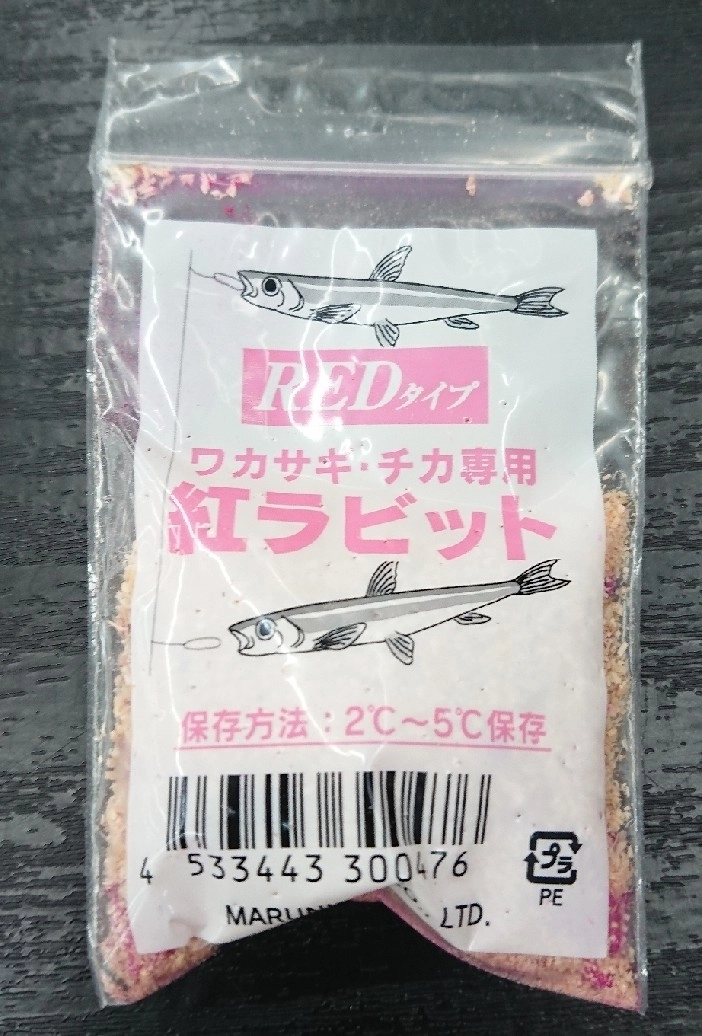 REDタイプ
ワカサギ・チカ専用
紅ラビット
保存方法：2℃～5℃保存
4 533443 300476
プラ
PE
LTD.